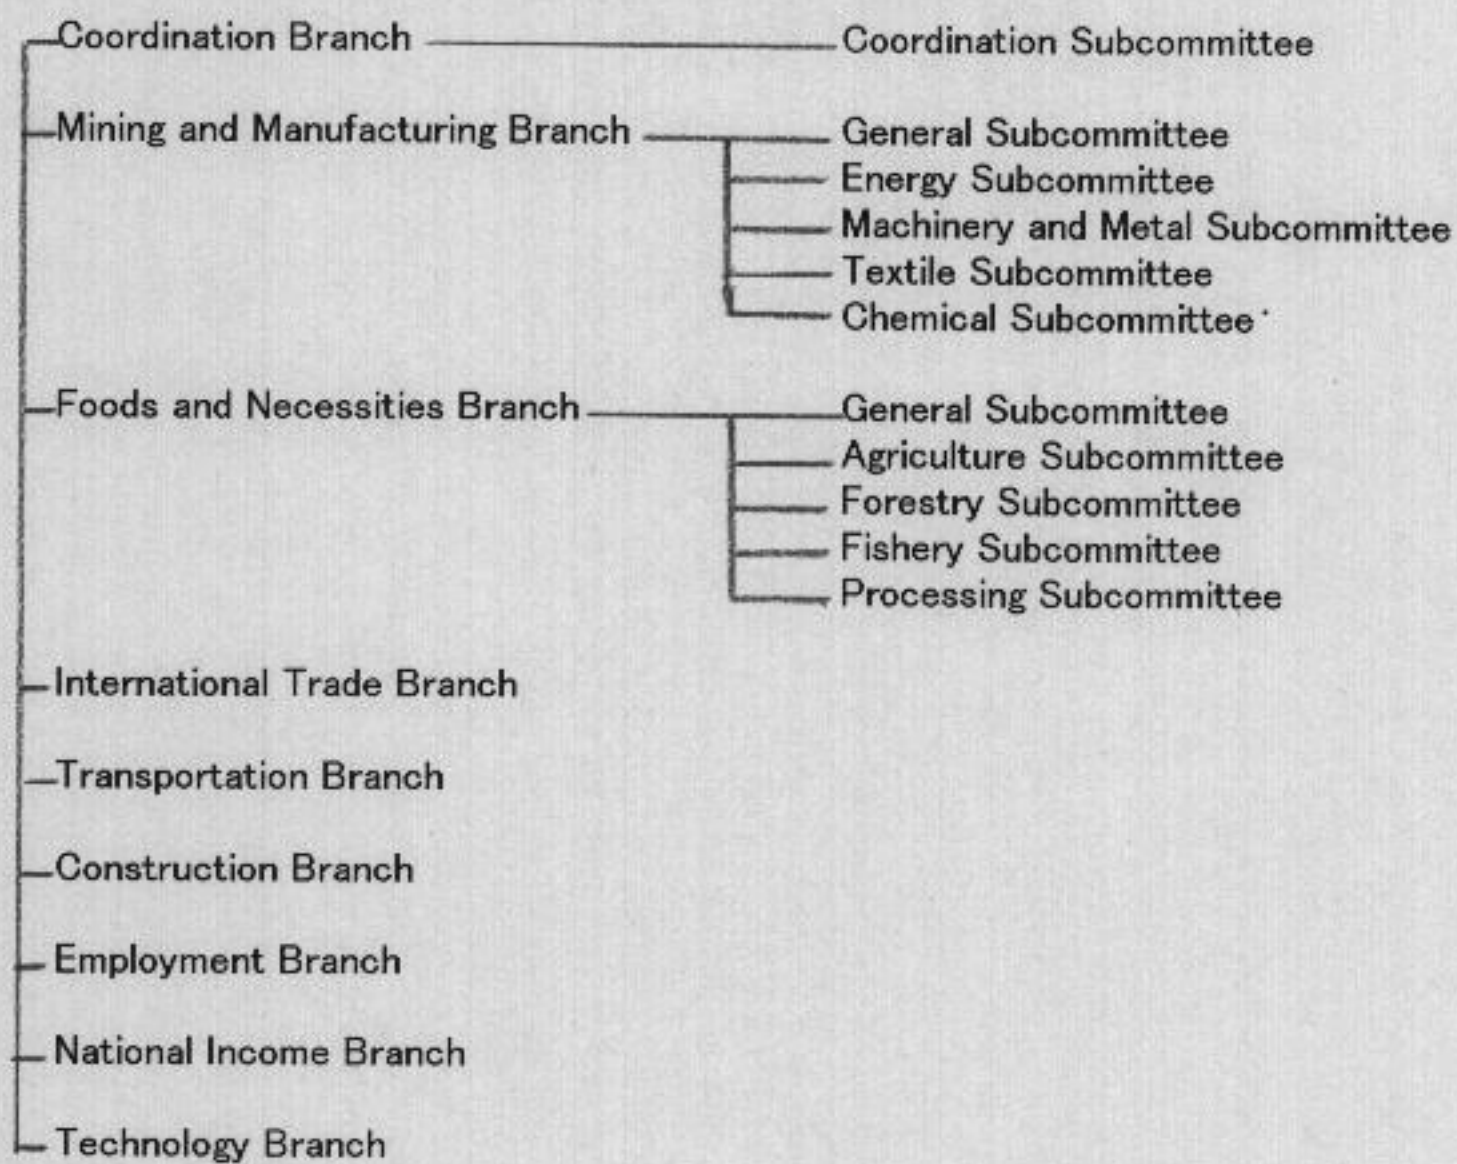 Coordination Branch Coordination Subcommittee
Mining and Manufacturing Branch General Subcommittee
Energy Subcommittee
Machinery and Metal Subcommittee
Textile Subcommittee
Chemical Subcommittee
Foods and Necessities Branch General Subcommittee
Agriculture Subcommittee
Forestry Subcommittee
Fishery Subcommittee
Processing Subcommittee
International Trade Branch
Transportation Branch
Construction Branch
Employment Branch
National Income Branch
Technology Branch